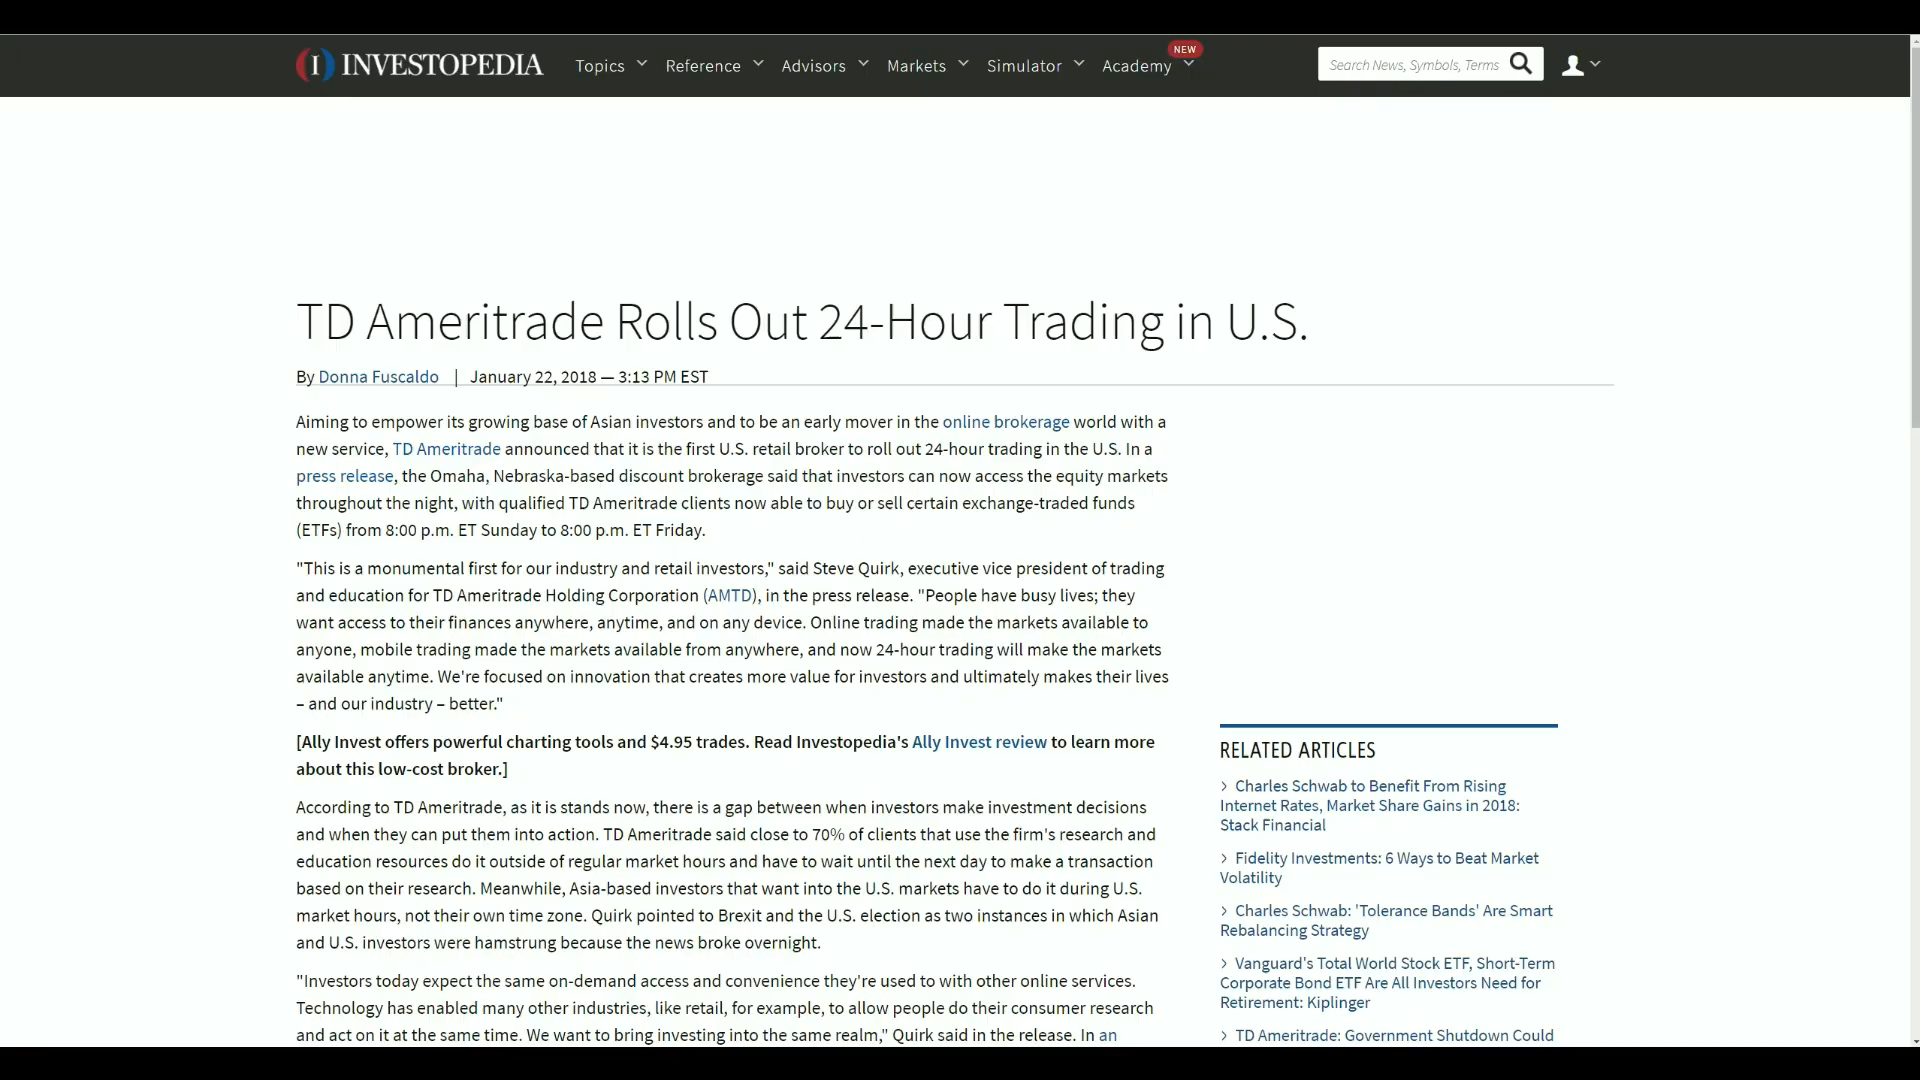 INVESTOPEDIA
Topics Reference Advisors Markets Simulator Academy NEW
Search News, Symbols, Terms
TD Ameritrade Rolls Out 24-Hour Trading in U.S.
By Donna Fuscaldo | January 22, 2018 — 3:13 PM EST
Aiming to empower its growing base of Asian investors and to be an early mover in the online brokerage world with a
new service, TD Ameritrade announced that it is the first U.S. retail broker to roll out 24-hour trading in the U.S. In a
press release, the Omaha, Nebraska-based discount brokerage said that investors can now access the equity markets
throughout the night, with qualified TD Ameritrade clients now able to buy or sell certain exchange-traded funds
(ETFs) from 8:00 p.m. ET Sunday to 8:00 p.m. ET Friday.
"This is a monumental first for our industry and retail investors," said Steve Quirk, executive vice president of trading
and education for TD Ameritrade Holding Corporation (AMTD), in the press release. "People have busy lives; they
want access to their finances anywhere, anytime, and on any device. Online trading made the markets available to
anyone, mobile trading made the markets available from anywhere, and now 24-hour trading will make the markets
available anytime. We're focused on innovation that creates more value for investors and ultimately makes their lives
– and our industry – better."
[Ally Invest offers powerful charting tools and $4.95 trades. Read Investopedia's Ally Invest review to learn more
about this low-cost broker.]
According to TD Ameritrade, as it is stands now, there is a gap between when investors make investment decisions
and when they can put them into action. TD Ameritrade said close to 70% of clients that use the firm's research and
education resources do it outside of regular market hours and have to wait until the next day to make a transaction
based on their research. Meanwhile, Asia-based investors that want into the U.S. markets have to do it during U.S.
market hours, not their own time zone. Quirk pointed to Brexit and the U.S. election as two instances in which Asian
and U.S. investors were hamstrung because the news broke overnight.
"Investors today expect the same on-demand access and convenience they're used to with other online services.
Technology has enabled many other industries, like retail, for example, to allow people do their consumer research
and act on it at the same time. We want to bring investing into the same realm," Quirk said in the release. In an
RELATED ARTICLES
> Charles Schwab to Benefit From Rising
Internet Rates, Market Share Gains in 2018:
Stack Financial
> Fidelity Investments: 6 Ways to Beat Market
Volatility
> Charles Schwab: 'Tolerance Bands' Are Smart
Rebalancing Strategy
> Vanguard's Total World Stock ETF, Short-Term
Corporate Bond ETF Are All Investors Need for
Retirement: Kiplinger
> TD Ameritrade: Government Shutdown Could